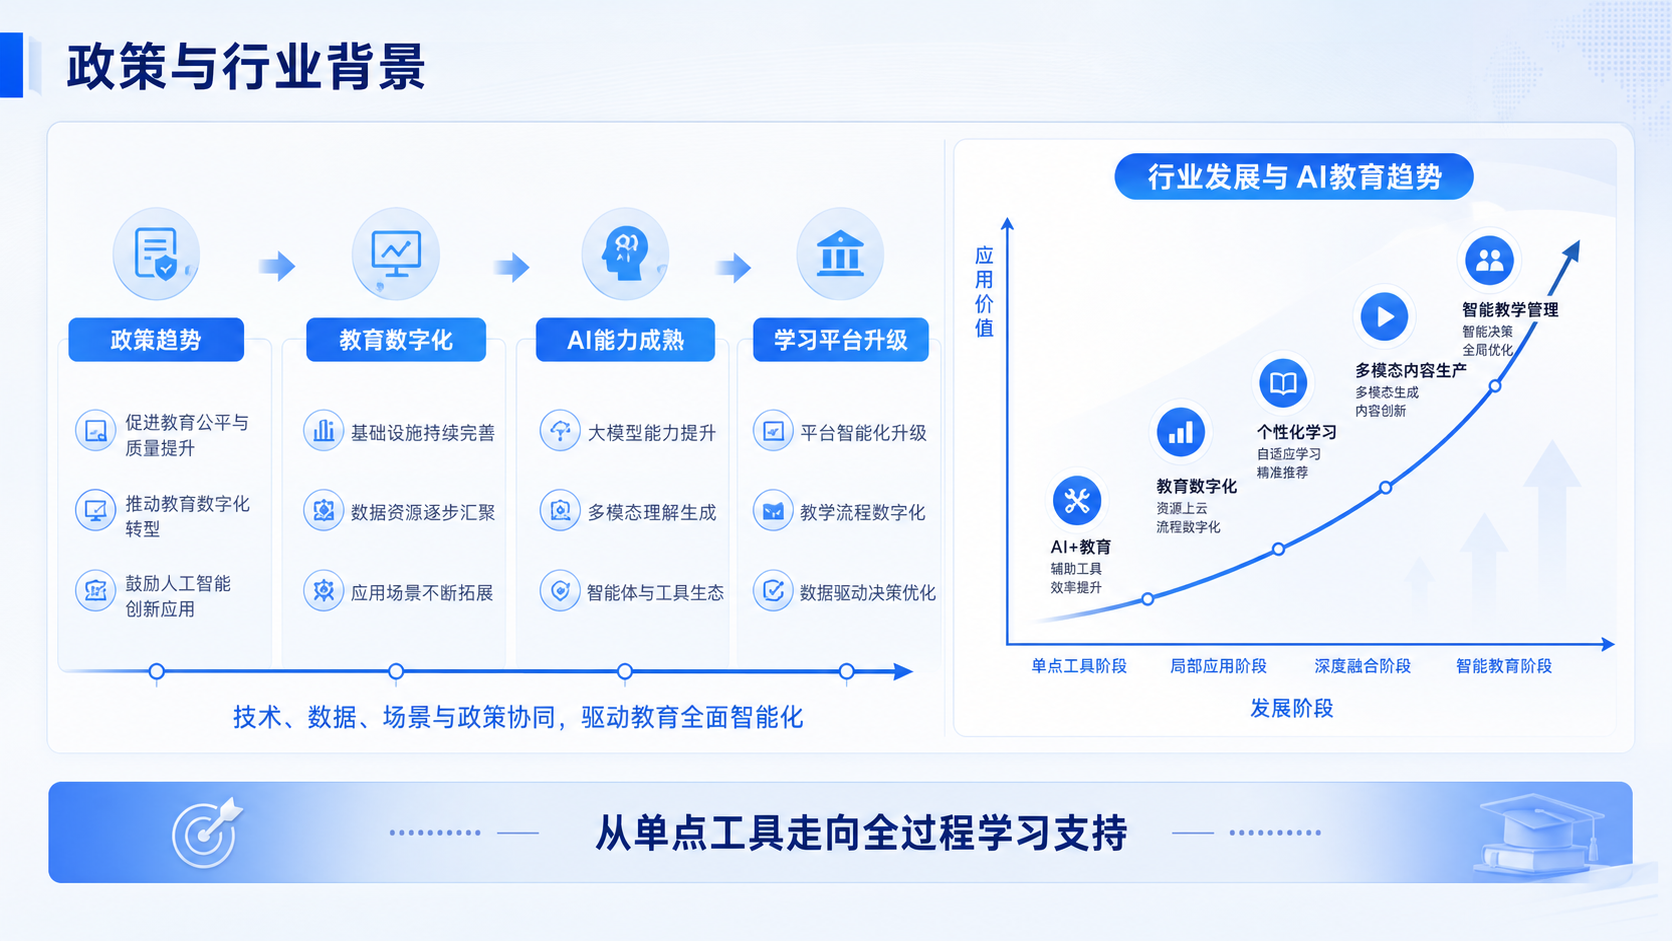 政策与行业背景
政策趋势
促进教育公平与
质量提升
推动教育数字化
转型
鼓励人工智能
创新应用
教育数字化
基础设施持续完善
数据资源逐步汇聚
应用场景不断拓展
AI能力成熟
大模型能力提升
多模态理解生成
智能体与工具生态
学习平台升级
平台智能化升级
教学流程数字化
数据驱动决策优化
技术、数据、场景与政策协同，驱动教育全面智能化
行业发展与AI教育趋势
应用价值
AI+教育
辅助工具
效率提升
教育数字化
资源上云
流程数字化
个性化学习
自适应学习
精准推荐
多模态内容生产
多模态生成
内容创新
智能教学管理
智能决策
全局优化
单点工具阶段
局部应用阶段
深度融合阶段
智能教育阶段
发展阶段
从单点工具走向全过程学习支持